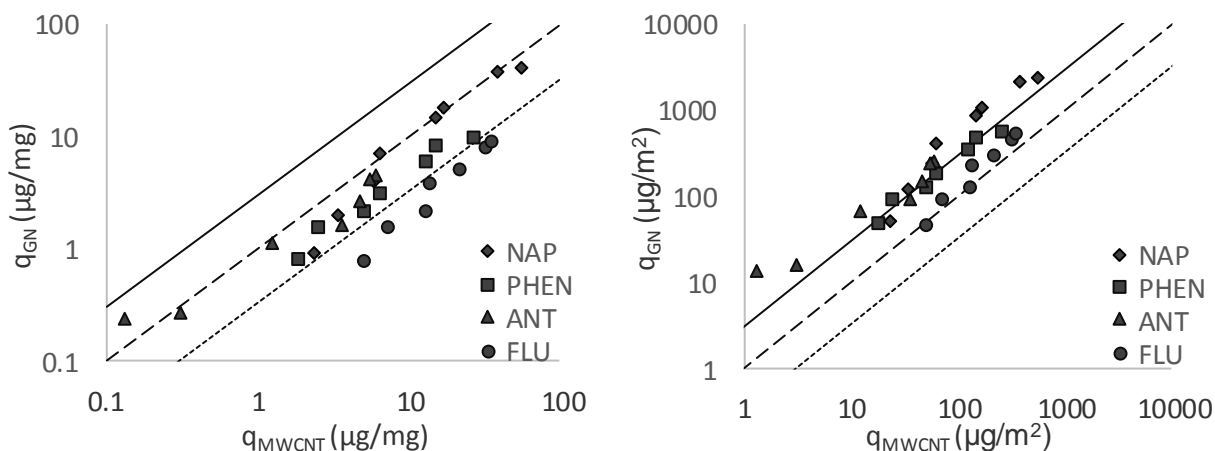 100
10
1
0.1
q_GN (µg/mg)
NAP
PHEN
ANT
FLU
0.1 1 10 100
q_MWCNT (µg/mg)
10000
1000
100
10
1
q_GN (µg/m²)
NAP
PHEN
ANT
FLU
1 10 100 1000 10000
q_MWCNT (µg/m²)